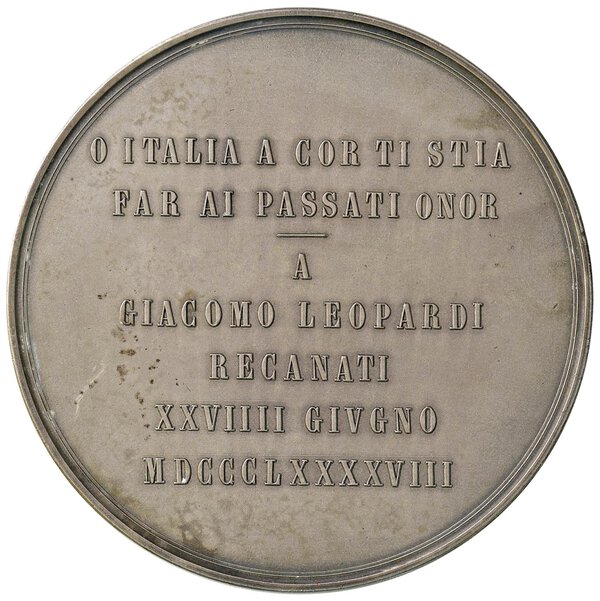 O ITALIA A COR TI STIA
FAR AI PASSATI ONOR
A
GIACOMO LEOPARDI
RECANATI
XXVIIII GIVGNO
MDCCCLXXXXVIII